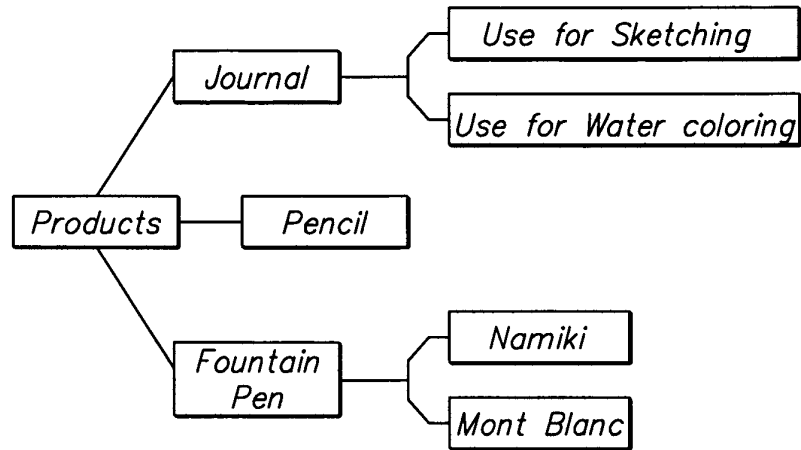 Use for Sketching
Journal
Use for Water coloring
Products
Pencil
Namiki
Fountain
Pen
Mont Blanc